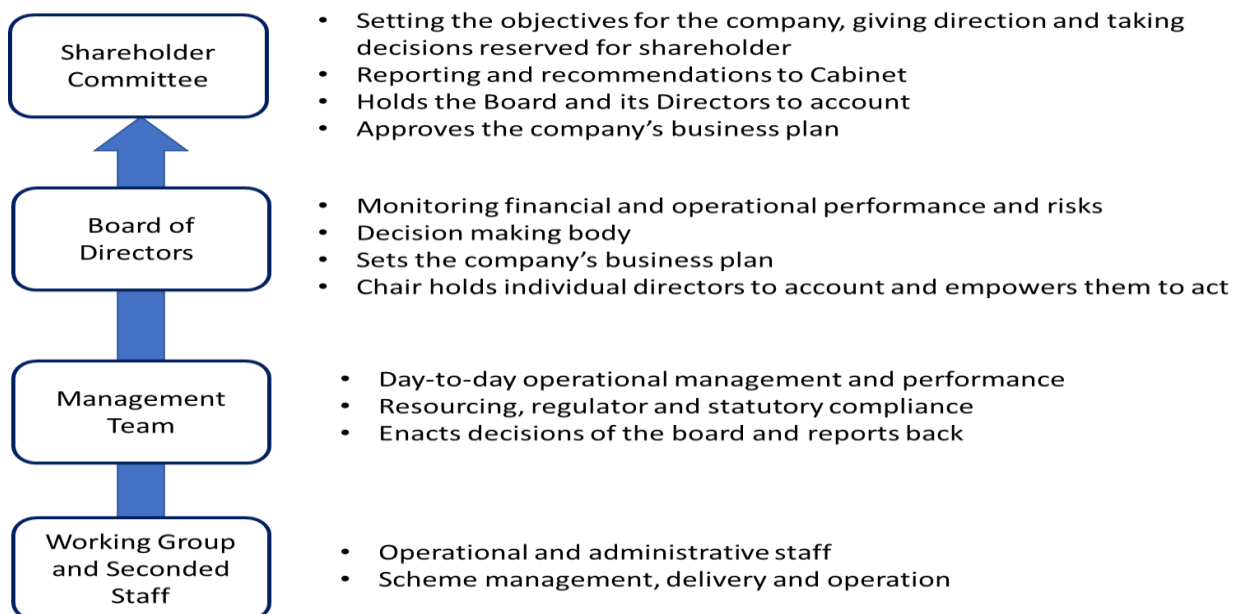 Shareholder
Committee
• Setting the objectives for the company, giving direction and taking
decisions reserved for shareholder
• Reporting and recommendations to Cabinet
• Holds the Board and its Directors to account
• Approves the company’s business plan
Board of
Directors
• Monitoring financial and operational performance and risks
• Decision making body
• Sets the company’s business plan
• Chair holds individual directors to account and empowers them to act
Management
Team
• Day-to-day operational management and performance
• Resourcing, regulator and statutory compliance
• Enacts decisions of the board and reports back
Working Group
and Seconded
Staff
• Operational and administrative staff
• Scheme management, delivery and operation